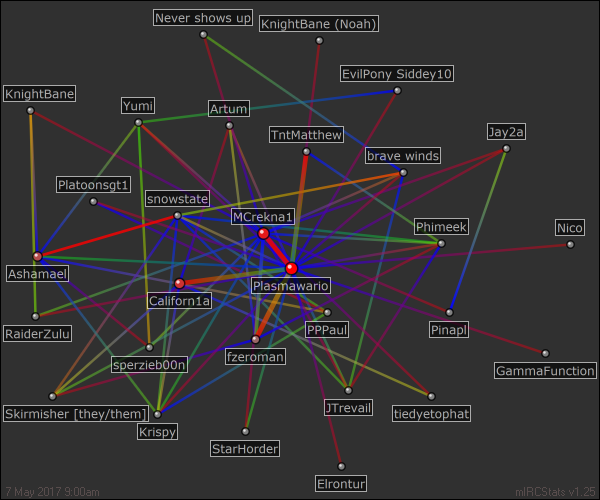 Never shows up
KnightBane (Noah)
EvilPony Siddey10
KnightBane
Yumi
Artum
TntMatthew
Jay2a
brave winds
Platoonsgt1
snowstate
MCrekna1
Phimeek
Nico
Ashamael
Californ1a
Plasmawario
RaiderZulu
PPPaul
Pinapl
sperzieb00n
fzeroman
GammaFunction
Skirmisher [they/them]
Krispy
JTrevail
tiedyetophat
StarHorder
Elrontur
7 May 2017 9:00am
mIRCStats v1.25